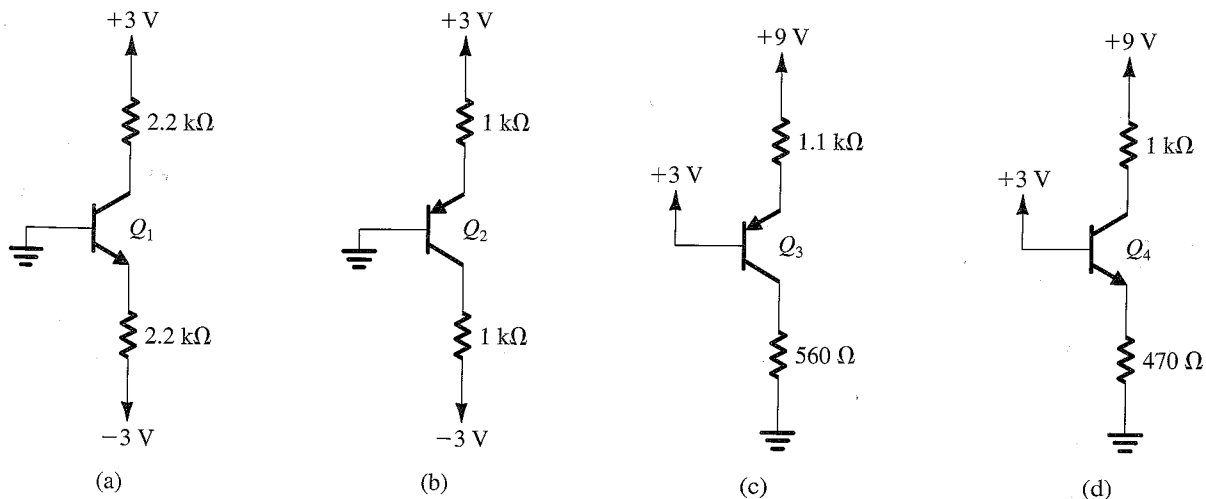 +3 V
2.2 kΩ
Q1
2.2 kΩ
−3 V
(a)
+3 V
1 kΩ
Q2
1 kΩ
−3 V
(b)
+9 V
1.1 kΩ
+3 V
Q3
560 Ω
(c)
+9 V
1 kΩ
+3 V
Q4
470 Ω
(d)